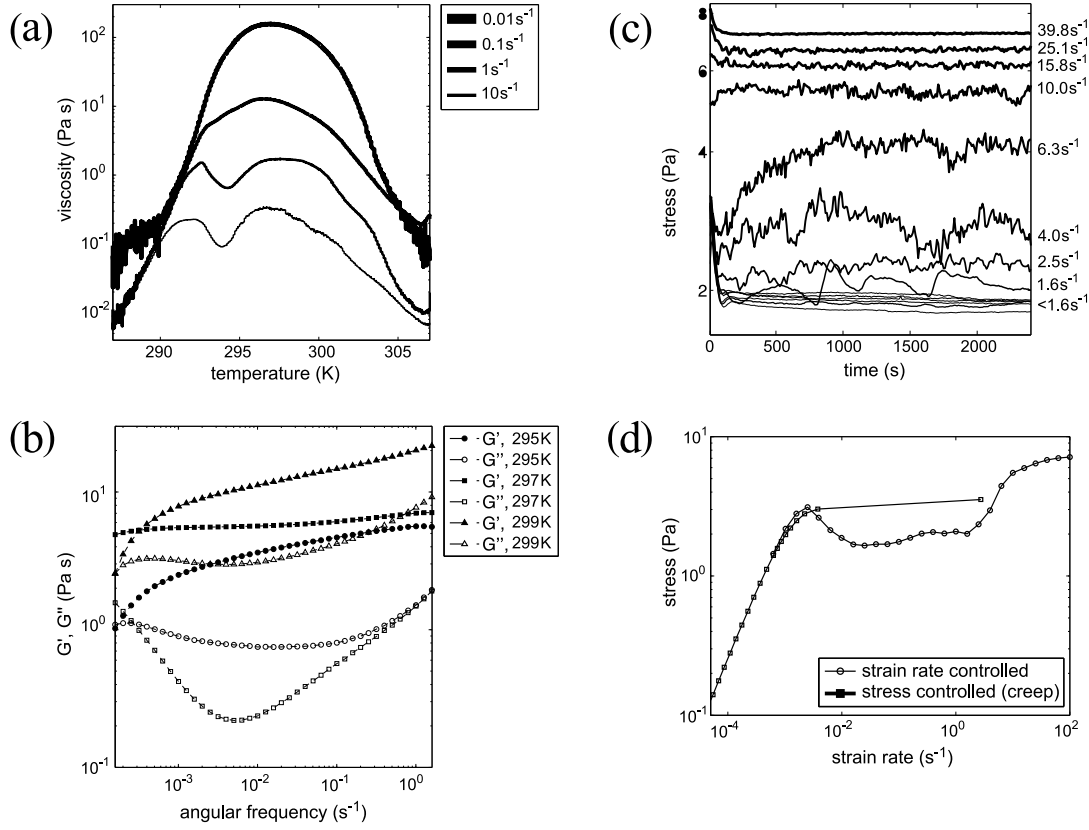 (a)
10²
10¹
10⁰
10⁻¹
10⁻²
viscosity (Pa s)
290
295
300
305
temperature (K)
0.01s⁻¹
0.1s⁻¹
1s⁻¹
10s⁻¹
(c)
8
6
4
2
stress (Pa)
0
500
1000
1500
2000
time (s)
39.8s⁻¹
25.1s⁻¹
15.8s⁻¹
10.0s⁻¹
6.3s⁻¹
4.0s⁻¹
2.5s⁻¹
1.6s⁻¹
<1.6s⁻¹
(b)
10¹
10⁰
10⁻¹
G', G'' (Pa s)
10⁻³
10⁻²
10⁻¹
10⁰
angular frequency (s⁻¹)
G', 295K
G'', 295K
G', 297K
G'', 297K
G', 299K
G'', 299K
(d)
10¹
10⁰
10⁻¹
stress (Pa)
10⁻⁴
10⁻²
10⁰
10²
strain rate (s⁻¹)
strain rate controlled
stress controlled (creep)